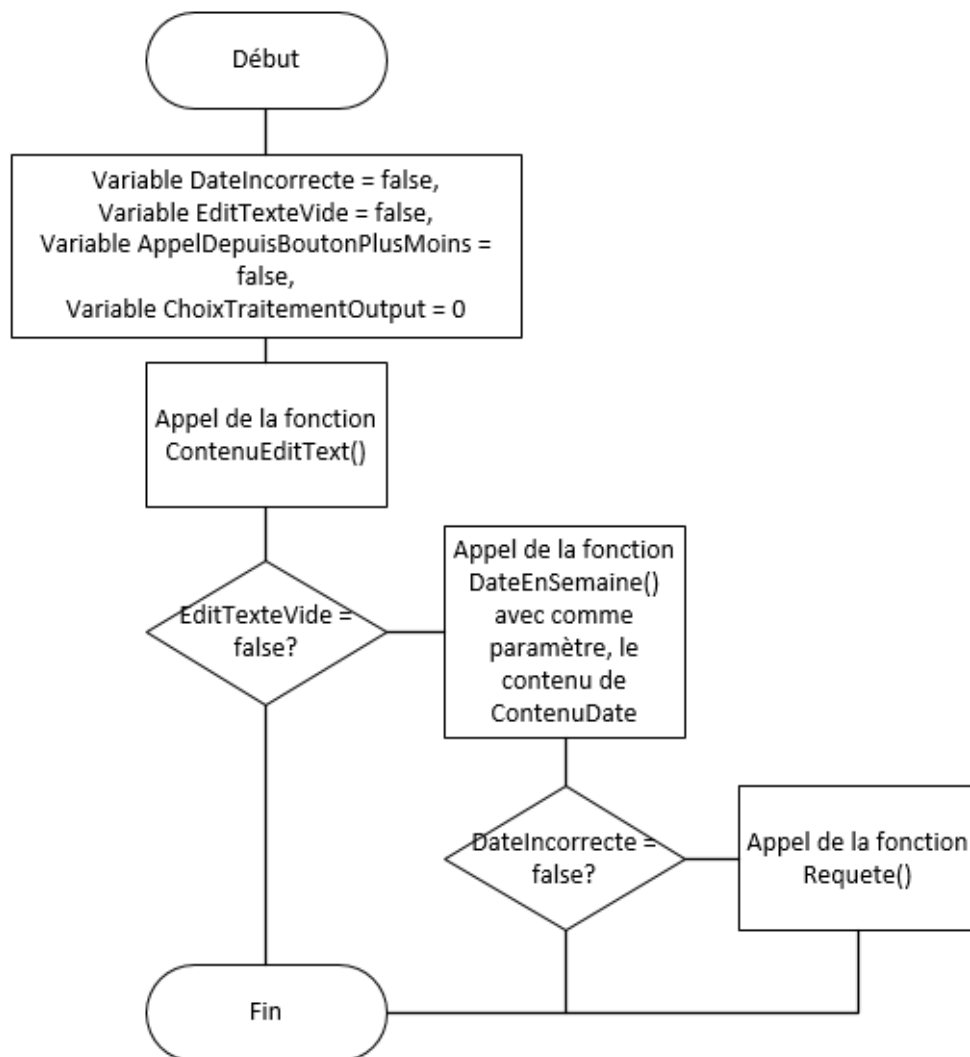 Début
Variable DateIncorrecte = false,
Variable EditTexteVide = false,
Variable AppelDepuisBoutonPlusMoins =
false,
Variable ChoixTraitementOutput = 0
Appel de la fonction
ContenuEditText()
EditTexteVide =
false?
Appel de la fonction
DateEnSemaine()
avec comme
paramètre, le
contenu de
ContenuDate
DateIncorrecte =
false?
Appel de la fonction
Requete()
Fin